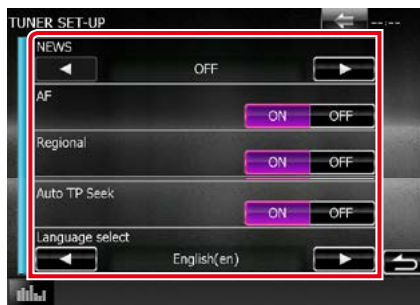 TUNER SET-UP
--:--
NEWS
OFF
AF
ON OFF
Regional
ON OFF
Auto TP Seek
ON OFF
Language select
English(en)